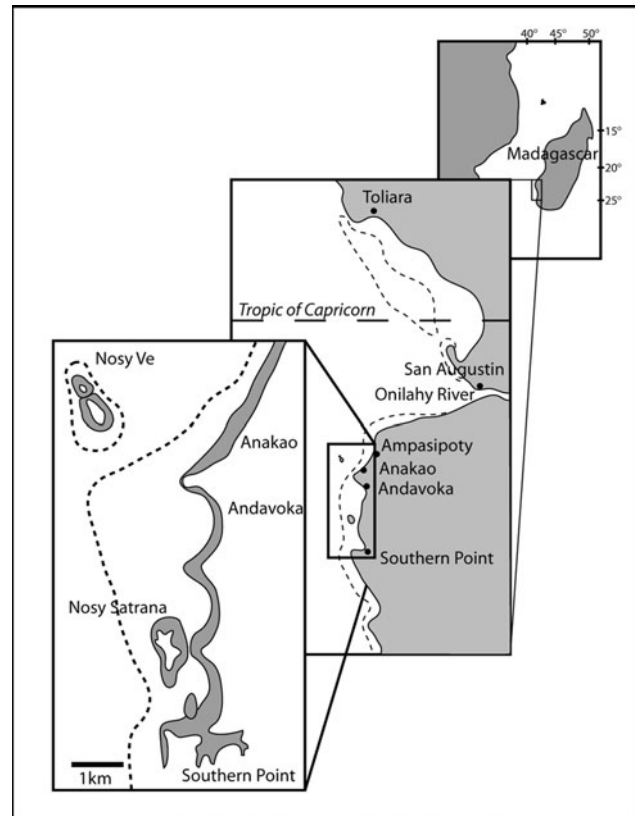 40° 45° 50°
15°
Madagascar
20°
25°
Toliara
Tropic of Capricorn
San Augustin
Onilahy River
Ampasipoty
Anakao
Andavoka
Southern Point
Nosy Ve
Anakao
Andavoka
Nosy Satrana
1km
Southern Point